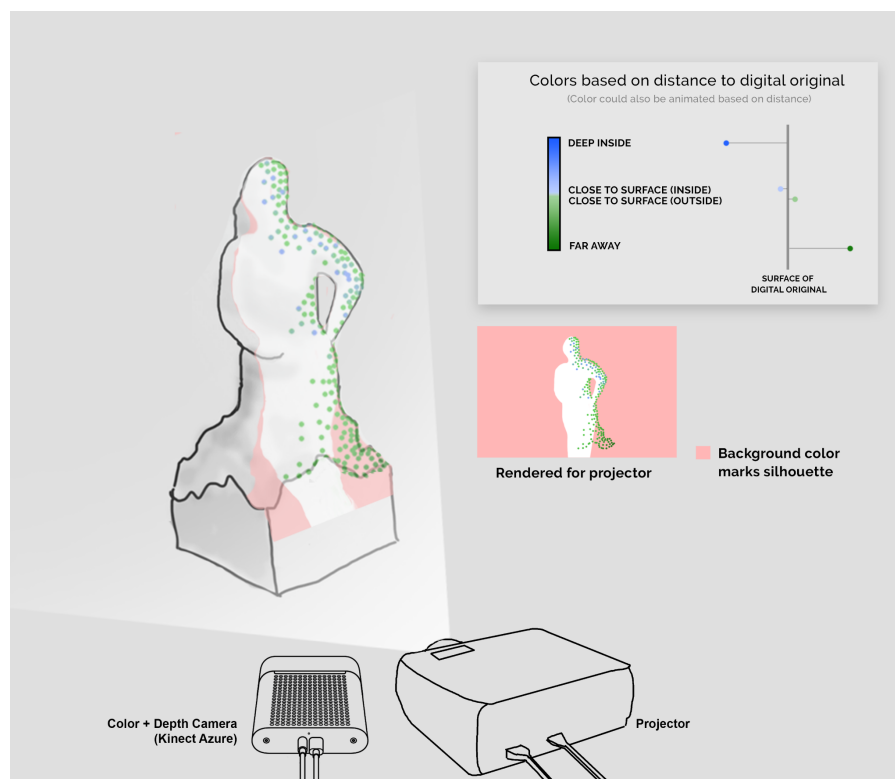 Colors based on distance to digital original
(Color could also be animated based on distance)
DEEP INSIDE
CLOSE TO SURFACE (INSIDE)
CLOSE TO SURFACE (OUTSIDE)
FAR AWAY
SURFACE OF
DIGITAL ORIGINAL
Rendered for projector
Background color
marks silhouette
Color + Depth Camera
(Kinect Azure)
Projector